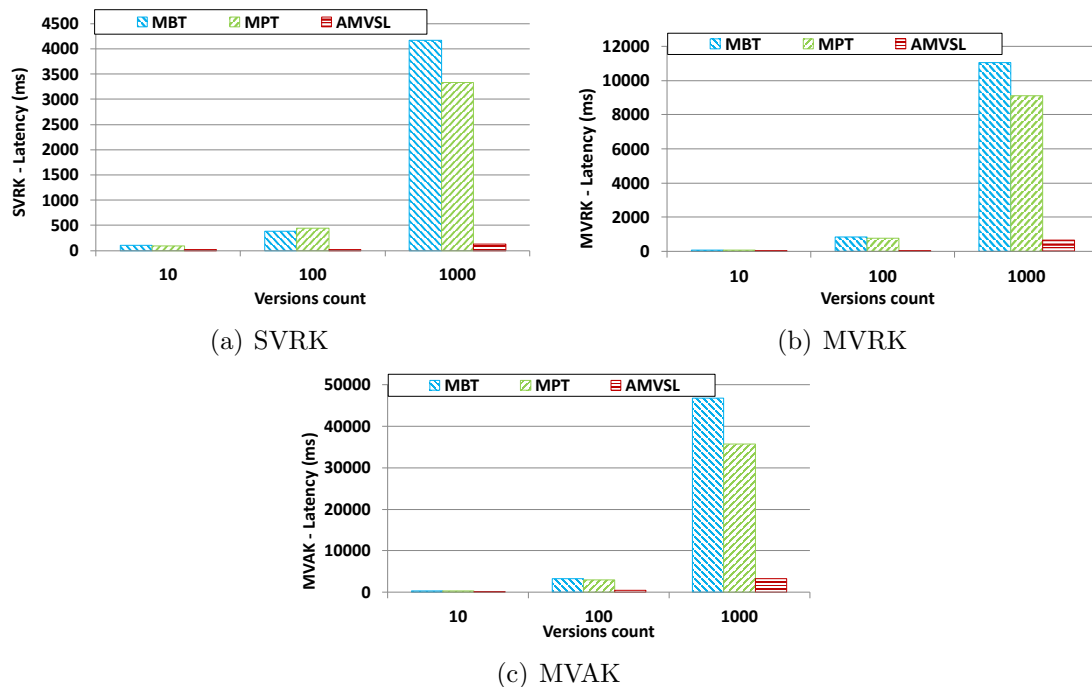 MBT MPT AMVSL
SVRK - Latency (ms)
4500
4000
3500
3000
2500
2000
1500
1000
500
0
10 100 1000
Versions count
(a) SVRK
MBT MPT AMVSL
MVRK - Latency (ms)
12000
10000
8000
6000
4000
2000
0
10 100 1000
Versions count
(b) MVRK
MBT MPT AMVSL
MVAK - Latency (ms)
50000
40000
30000
20000
10000
0
10 100 1000
Versions count
(c) MVAK